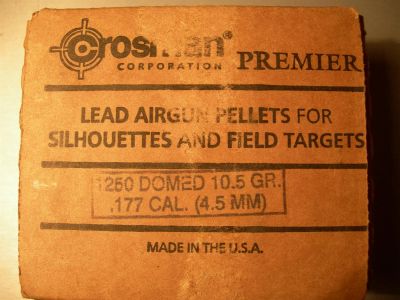 crosman® PREMIER
CORPORATION
LEAD AIRGUN PELLETS FOR
SILHOUETTES AND FIELD TARGETS
1250 DOMED 10.5 GR.
.177 CAL. (4.5 MM)
MADE IN THE U.S.A.